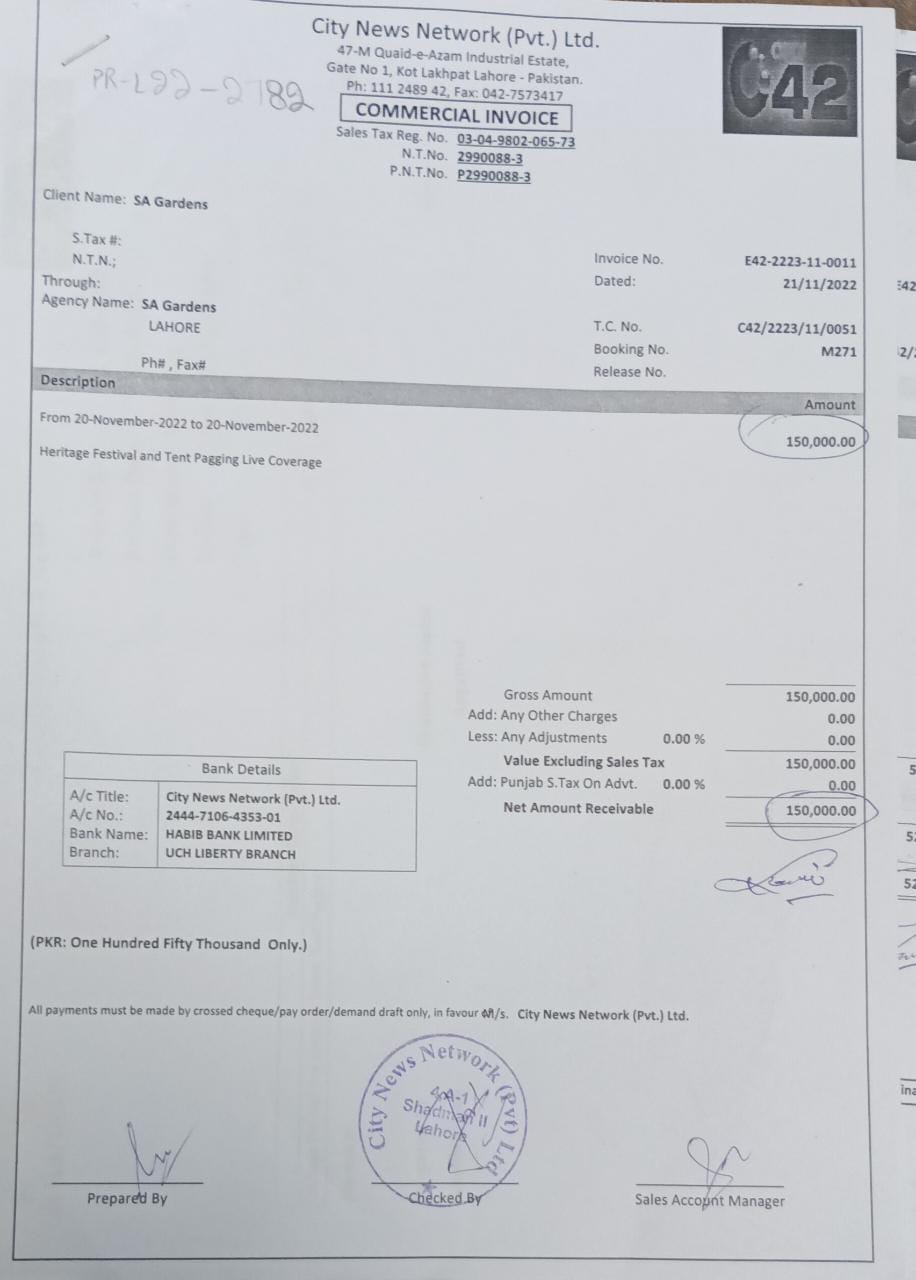 City News Network (Pvt.) Ltd.
47-M Quaid-e-Azam Industrial Estate,
Gate No 1, Kot Lakhpat Lahore - Pakistan.
Ph: 111 2489 42, Fax: 042-7573417
COMMERCIAL INVOICE
Sales Tax Reg. No. 03-04-9802-065-73
N.T.No. 2990088-3
P.N.T.No. P2990088-3
PR-L22-2782
C42
Client Name: SA Gardens
S.Tax #:
N.T.N.;
Through:
Agency Name: SA Gardens
LAHORE
Ph# , Fax#
Invoice No. E42-2223-11-0011
Dated: 21/11/2022
T.C. No. C42/2223/11/0051
Booking No. M271
Release No.
Description Amount
From 20-November-2022 to 20-November-2022 150,000.00
Heritage Festival and Tent Pagging Live Coverage
Gross Amount 150,000.00
Add: Any Other Charges 0.00
Less: Any Adjustments 0.00 % 0.00
Value Excluding Sales Tax 150,000.00
Add: Punjab S.Tax On Advt. 0.00 % 0.00
Net Amount Receivable 150,000.00
Bank Details
A/c Title: City News Network (Pvt.) Ltd.
A/c No.: 2444-7106-4353-01
Bank Name: HABIB BANK LIMITED
Branch: UCH LIBERTY BRANCH
(PKR: One Hundred Fifty Thousand Only.)
All payments must be made by crossed cheque/pay order/demand draft only, in favour /s. City News Network (Pvt.) Ltd.
City News Network (Pvt) Ltd
Shadman II
Lahore
Prepared By
Checked By
Sales Account Manager